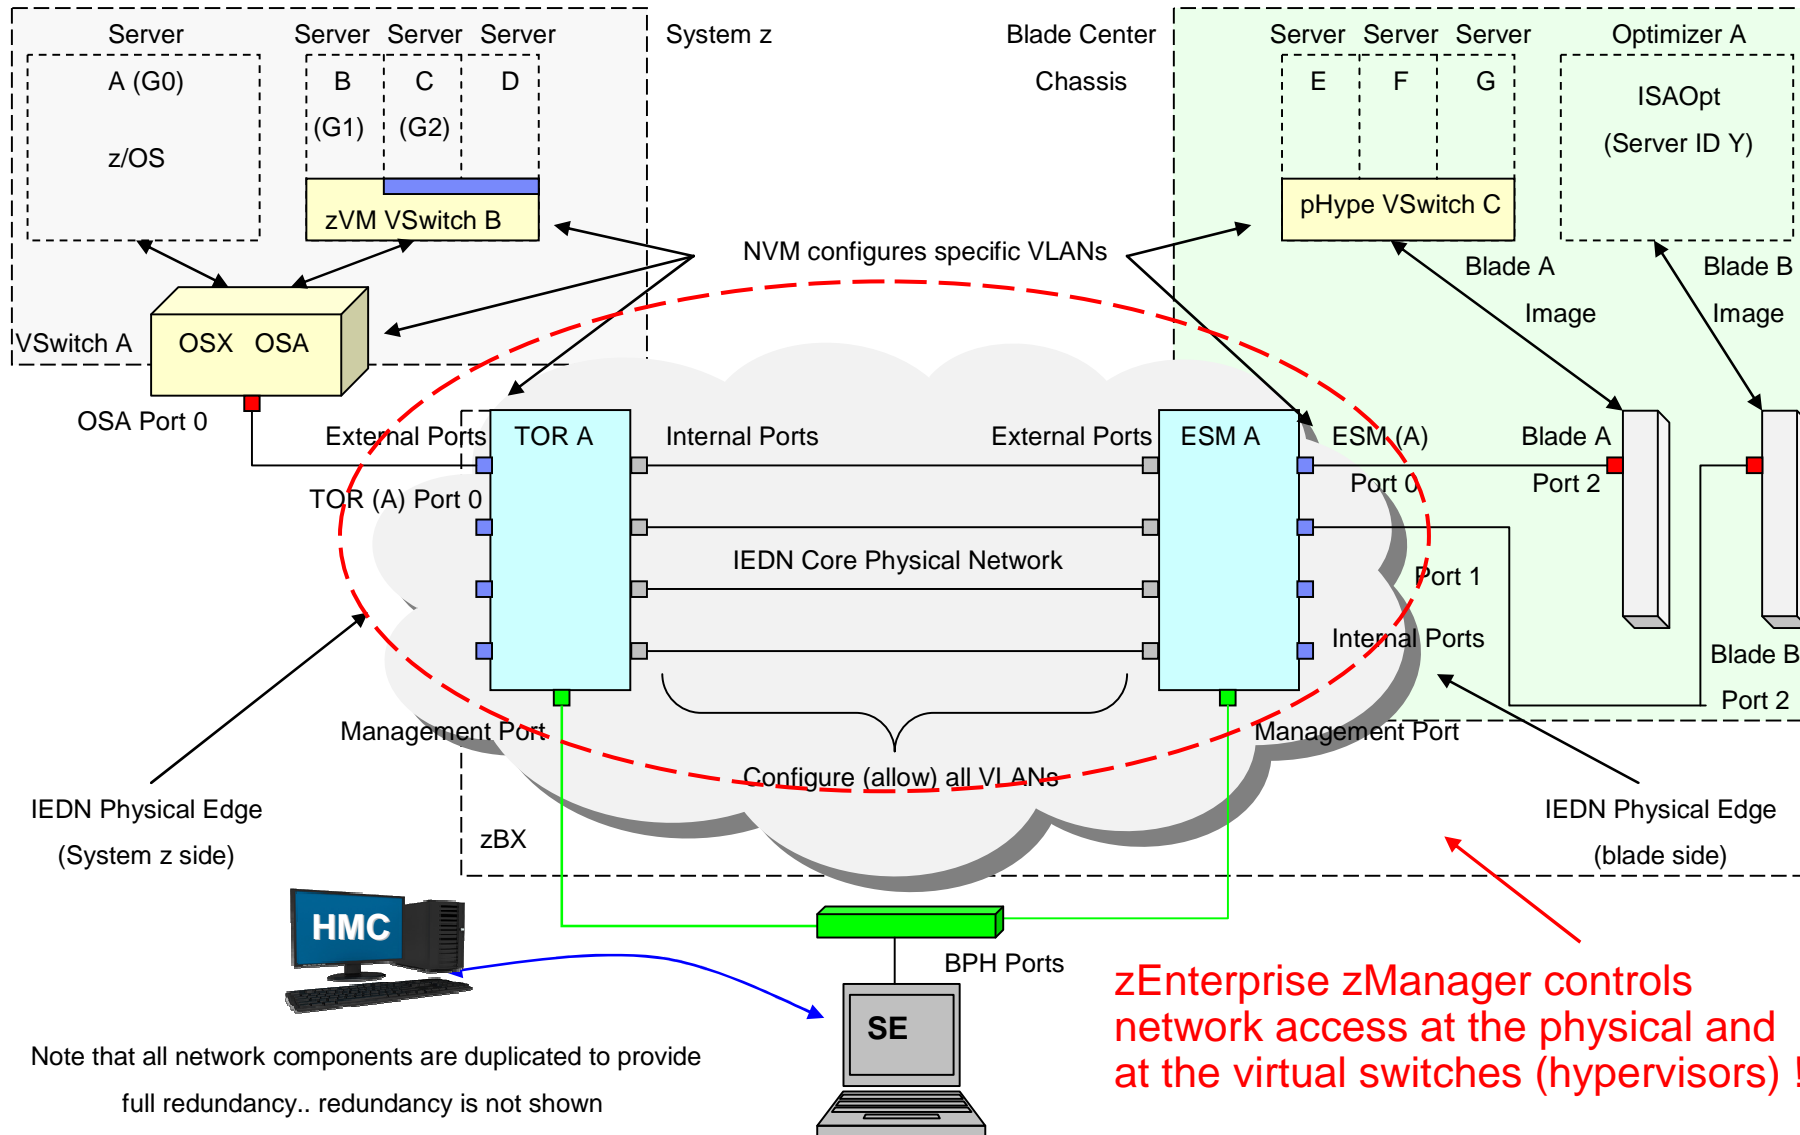 Server
Server
Server
Server
System z
Blade Center
Chassis
Server
Server
Server
Optimizer A
A (G0)
z/OS
B
(G1)
C
(G2)
D
E
F
G
ISAOpt
(Server ID Y)
zVM VSwitch B
pHype VSwitch C
NVM configures specific VLANs
Blade A
Image
Blade B
Image
VSwitch A
OSX OSA
OSA Port 0
External Ports
TOR A
Internal Ports
External Ports
ESM A
ESM (A)
Port 0
Blade A
Port 2
TOR (A) Port 0
IEDN Core Physical Network
Port 1
Internal Ports
Blade B
Port 2
Management Port
Management Port
Configure (allow) all VLANs
IEDN Physical Edge
(System z side)
zBX
IEDN Physical Edge
(blade side)
HMC
BPH Ports
SE
zEnterprise zManager controls
network access at the physical and
at the virtual switches (hypervisors) !
Note that all network components are duplicated to provide
full redundancy.. redundancy is not shown